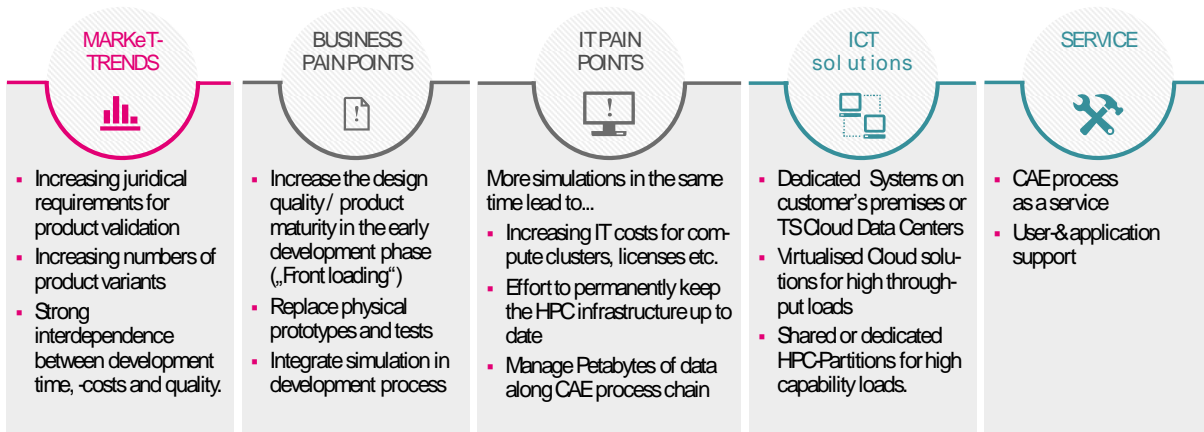 MARKeT-
TRENDS
▪ Increasing juridical
requirements for
product validation
▪ Increasing numbers of
product variants
▪ Strong
interdependence
between development
time, -costs and quality.
BUSINESS
PAIN POINTS
!
▪ Increase the design
quality / product
maturity in the early
development phase
(„Front loading“)
▪ Replace physical
prototypes and tests
▪ Integrate simulation in
development process
IT PAIN
POINTS
!
More simulations in the same
time lead to...
▪ Increasing IT costs for com-
pute clusters, licenses etc.
▪ Effort to permanently keep
the HPC infrastructure up to
date
▪ Manage Petabytes of data
along CAE process chain
ICT
solutions
▪ Dedicated Systems on
customer's premises or
TS Cloud Data Centers
▪ Virtualised Cloud solu-
tions for high through-
put loads
▪ Shared or dedicated
HPC-Partitions for high
capability loads.
SERVICE
▪ CAE process
as a service
▪ User-& application
support